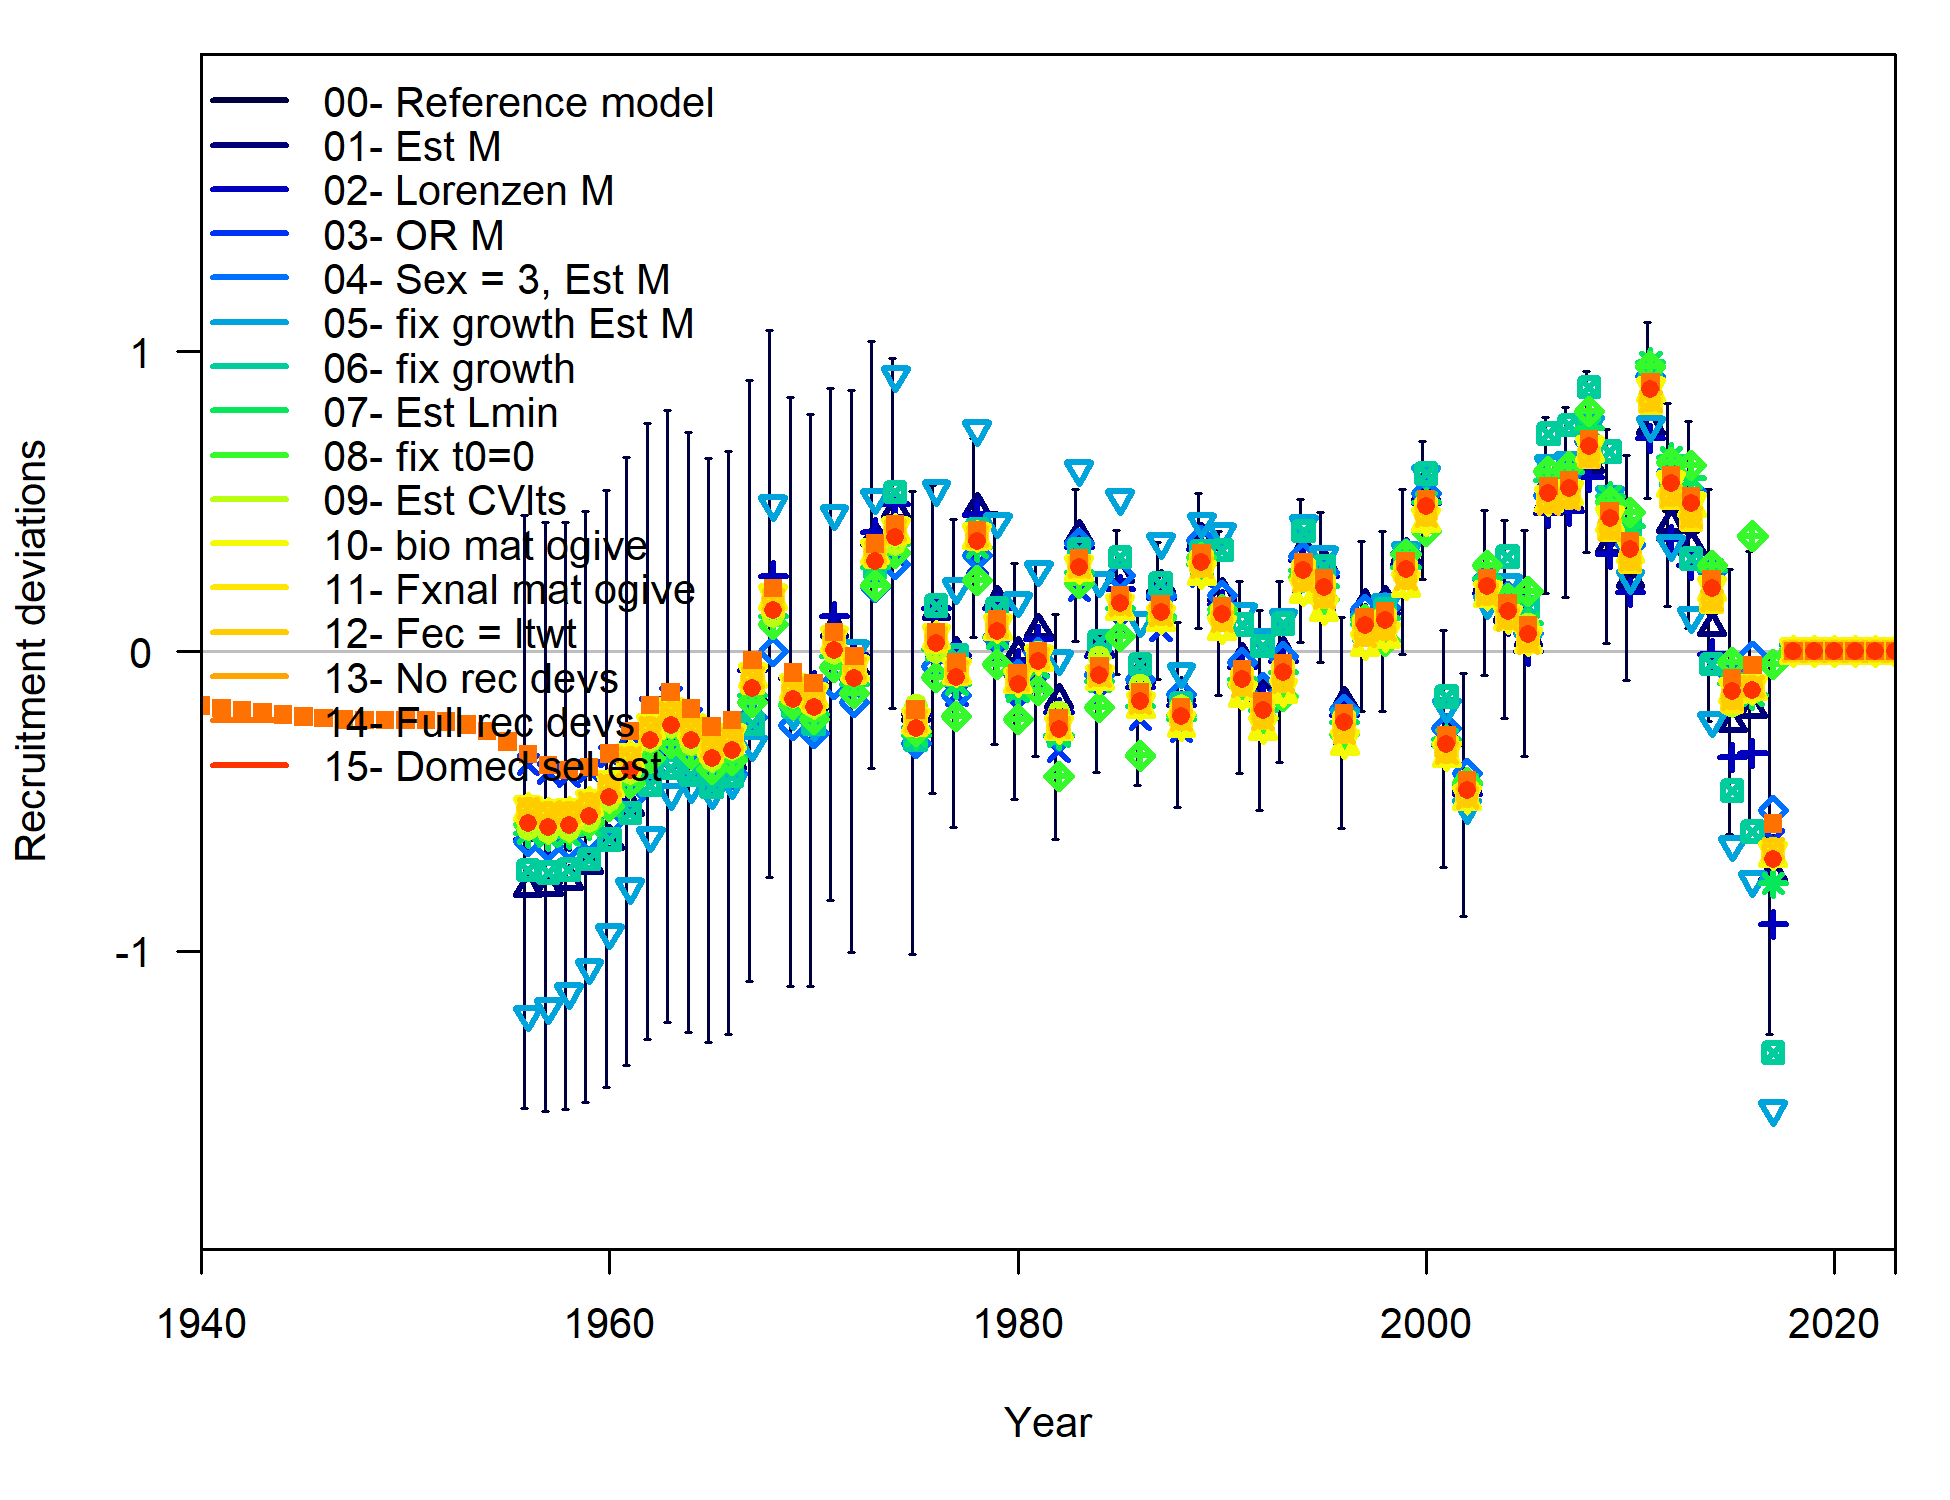 00- Reference model
01- Est M
02- Lorenzen M
03- OR M
04- Sex = 3, Est M
05- fix growth Est M
06- fix growth
07- Est Lmin
08- fix t0=0
09- Est CVlts
10- bio mat ogive
11- Fxnal mat ogive
12- Fec = ltwt
13- No rec devs
14- Full rec devs
15- Domed sel est
Recruitment deviations
1
0
-1
1940 1960 1980 2000 2020
Year